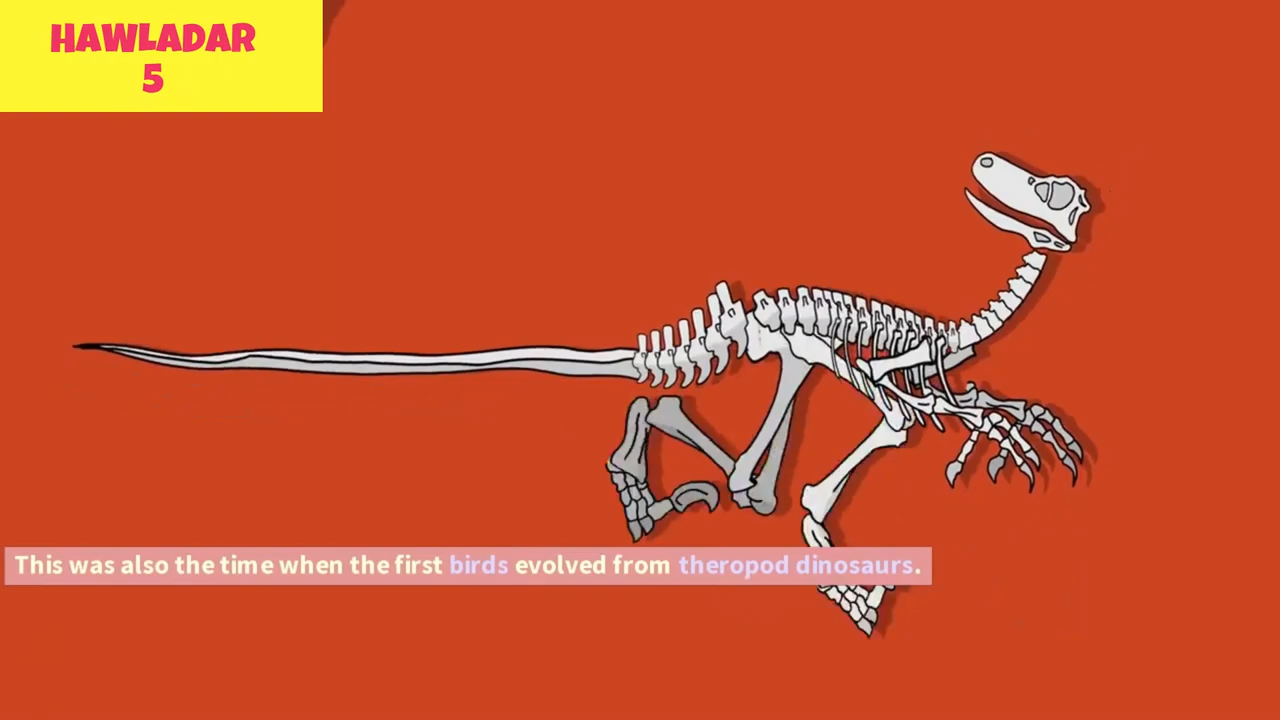 HAWLADAR
5
This was also the time when the first birds evolved from theropod dinosaurs.